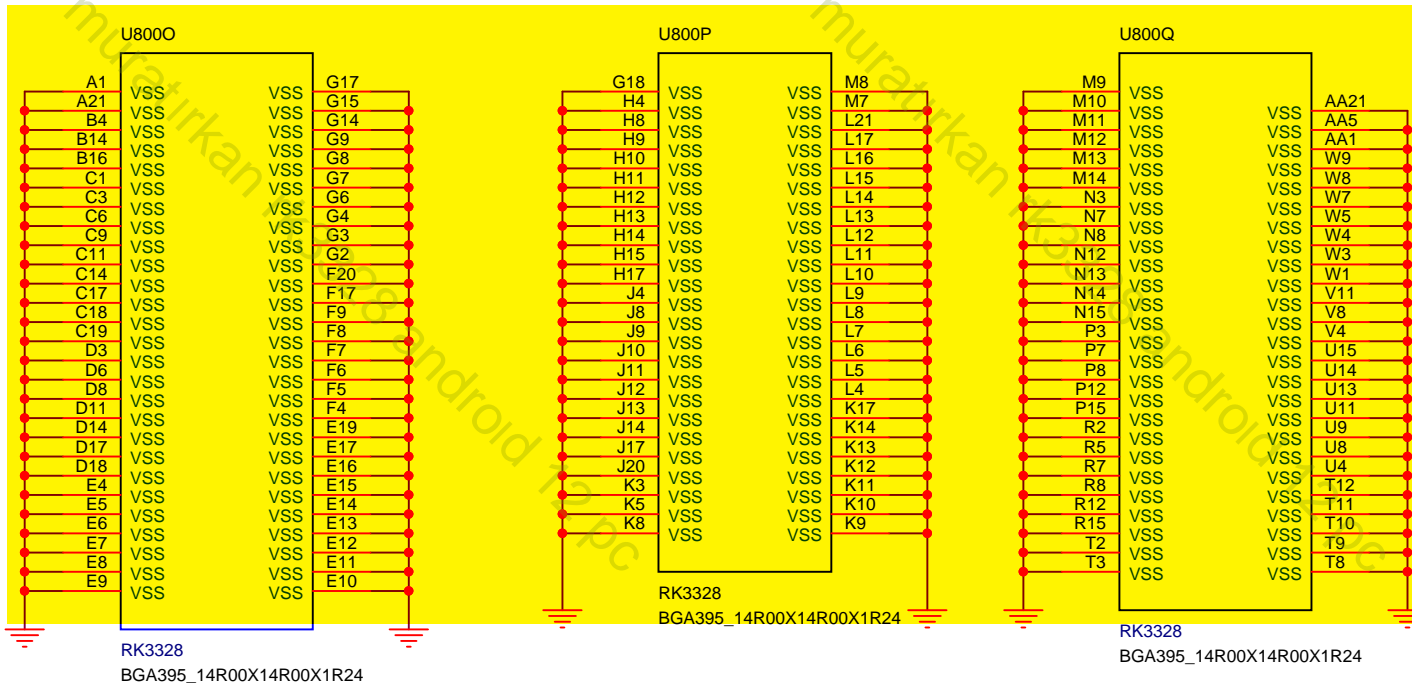 U800O
A1 VSS VSS G17
A21 VSS VSS G15
B4 VSS VSS G14
B14 VSS VSS G9
B16 VSS VSS G8
C1 VSS VSS G7
C3 VSS VSS G6
C6 VSS VSS G4
C9 VSS VSS G3
C11 VSS VSS G2
C14 VSS VSS F20
C17 VSS VSS F17
C18 VSS VSS F9
C19 VSS VSS F8
D3 VSS VSS F7
D6 VSS VSS F6
D8 VSS VSS F5
D11 VSS VSS F4
D14 VSS VSS E19
D17 VSS VSS E17
D18 VSS VSS E16
E4 VSS VSS E15
E5 VSS VSS E14
E6 VSS VSS E13
E7 VSS VSS E12
E8 VSS VSS E11
E9 VSS VSS E10
RK3328
BGA395_14R00X14R00X1R24
U800P
G18 VSS VSS M8
H4 VSS VSS M7
H8 VSS VSS L21
H9 VSS VSS L17
H10 VSS VSS L16
H11 VSS VSS L15
H12 VSS VSS L14
H13 VSS VSS L13
H14 VSS VSS L12
H15 VSS VSS L11
H17 VSS VSS L10
J4 VSS VSS L9
J8 VSS VSS L8
J9 VSS VSS L7
J10 VSS VSS L6
J11 VSS VSS L5
J12 VSS VSS L4
J13 VSS VSS K17
J14 VSS VSS K14
J17 VSS VSS K13
J20 VSS VSS K12
K3 VSS VSS K11
K5 VSS VSS K10
K8 VSS VSS K9
RK3328
BGA395_14R00X14R00X1R24
U800Q
M9 VSS
M10 VSS VSS AA21
M11 VSS VSS AA5
M12 VSS VSS AA1
M13 VSS VSS W9
M14 VSS VSS W8
N3 VSS VSS W7
N7 VSS VSS W5
N8 VSS VSS W4
N12 VSS VSS W3
N13 VSS VSS W1
N14 VSS VSS V11
N15 VSS VSS V8
P3 VSS VSS V4
P7 VSS VSS U15
P8 VSS VSS U14
P12 VSS VSS U13
P15 VSS VSS U11
R2 VSS VSS U9
R5 VSS VSS U8
R7 VSS VSS U4
R8 VSS VSS T12
R12 VSS VSS T11
R15 VSS VSS T10
T2 VSS VSS T9
T3 VSS VSS T8
RK3328
BGA395_14R00X14R00X1R24
muratırkan rk3328 android 12 pc
muratırkan rk3328 android 12 pc